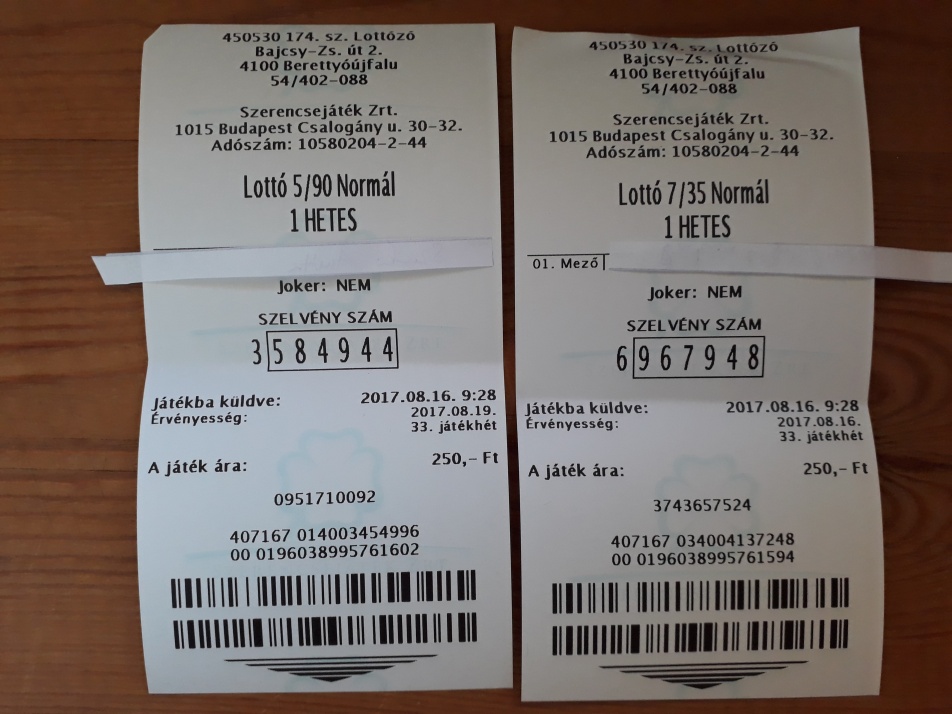 450530 174. sz. Lottózó
Bajcsy-Zs. út 2.
4100 Berettyóújfalu
54/402-088
Szerencsejáték Zrt.
1015 Budapest Csalogány u. 30-32.
Adószám: 10580204-2-44
Lottó 5/90 Normál
1 HETES
Joker: NEM
SZELVÉNY SZÁM
3 584944
Játékba küldve: 2017.08.16. 9:28
Érvényesség: 2017.08.19.
33. játékhét
A játék ára: 250,- Ft
0951710092
407167 014003454996
00 0196038995761602
450530 174. sz. Lottózó
Bajcsy-Zs. út 2.
4100 Berettyóújfalu
54/402-088
Szerencsejáték Zrt.
1015 Budapest Csalogány u. 30-32.
Adószám: 10580204-2-44
Lottó 7/35 Normál
1 HETES
01. Mező
Joker: NEM
SZELVÉNY SZÁM
6 967948
Játékba küldve: 2017.08.16. 9:28
Érvényesség: 2017.08.16.
33. játékhét
A játék ára: 250,- Ft
3743657524
407167 034004137248
00 0196038995761594